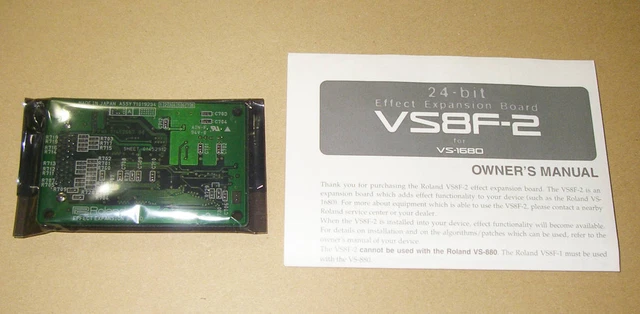 MADE IN JAPAN
C765
C764
24-bit
Effect Expansion Board
VS8F-2
for
VS-1680
OWNER'S MANUAL
Thank you for purchasing the Roland VS8F-2 effect expansion board. The VS8F-2 is an
expansion board which adds effect functionality to your device (such as the Roland VS-
1680). For more about equipment which is able to use the VS8F-2, please contact a nearby
Roland service center or your dealer.
When the VS8F-2 is installed into your device, effect functionality will become available.
For details on installation and on the algorithms/patches which can be used, refer to the
owner's manual of your device.
The VS8F-2 cannot be used with the Roland VS-880. The Roland VS8F-1 must be used
with the VS-880.